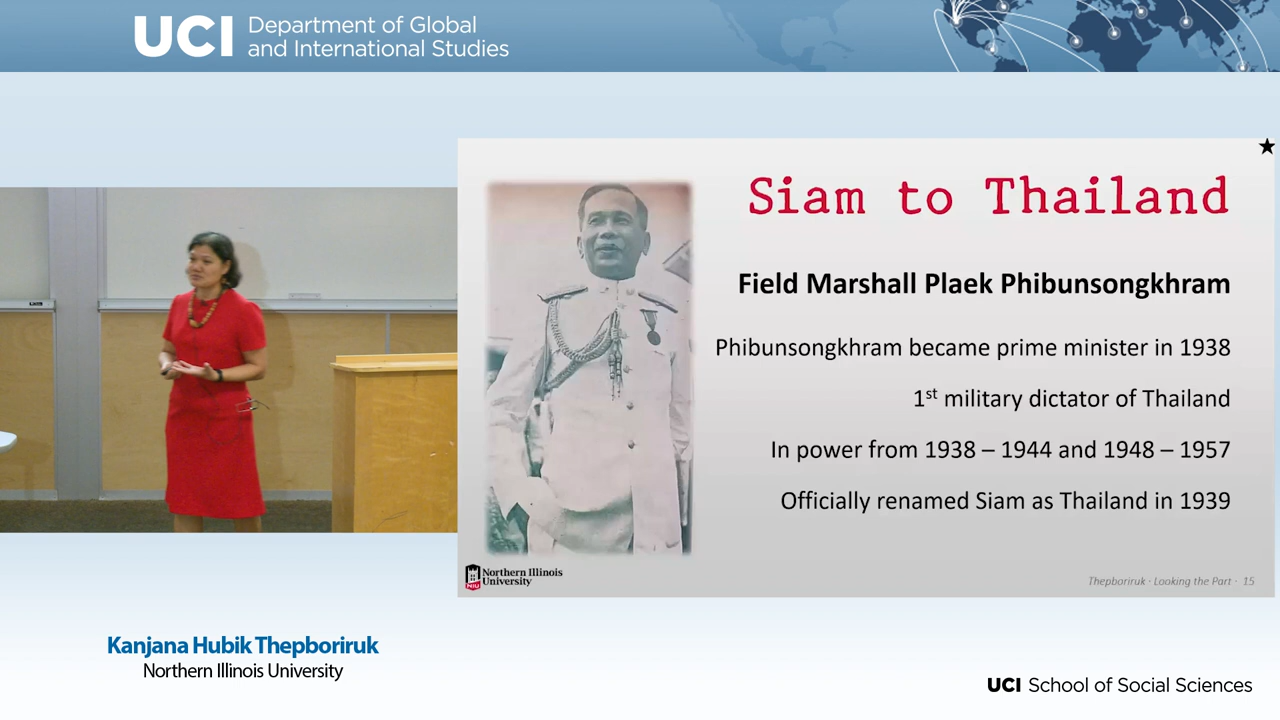 UCI
Department of Global
and International Studies
Siam to Thailand
Field Marshall Plaek Phibunsongkhram
Phibunsongkhram became prime minister in 1938
1st military dictator of Thailand
In power from 1938 – 1944 and 1948 – 1957
Officially renamed Siam as Thailand in 1939
NIU
Northern Illinois
University
Thepboriruk · Looking the Part · 15
Kanjana Hubik Thepboriruk
Northern Illinois University
UCI School of Social Sciences